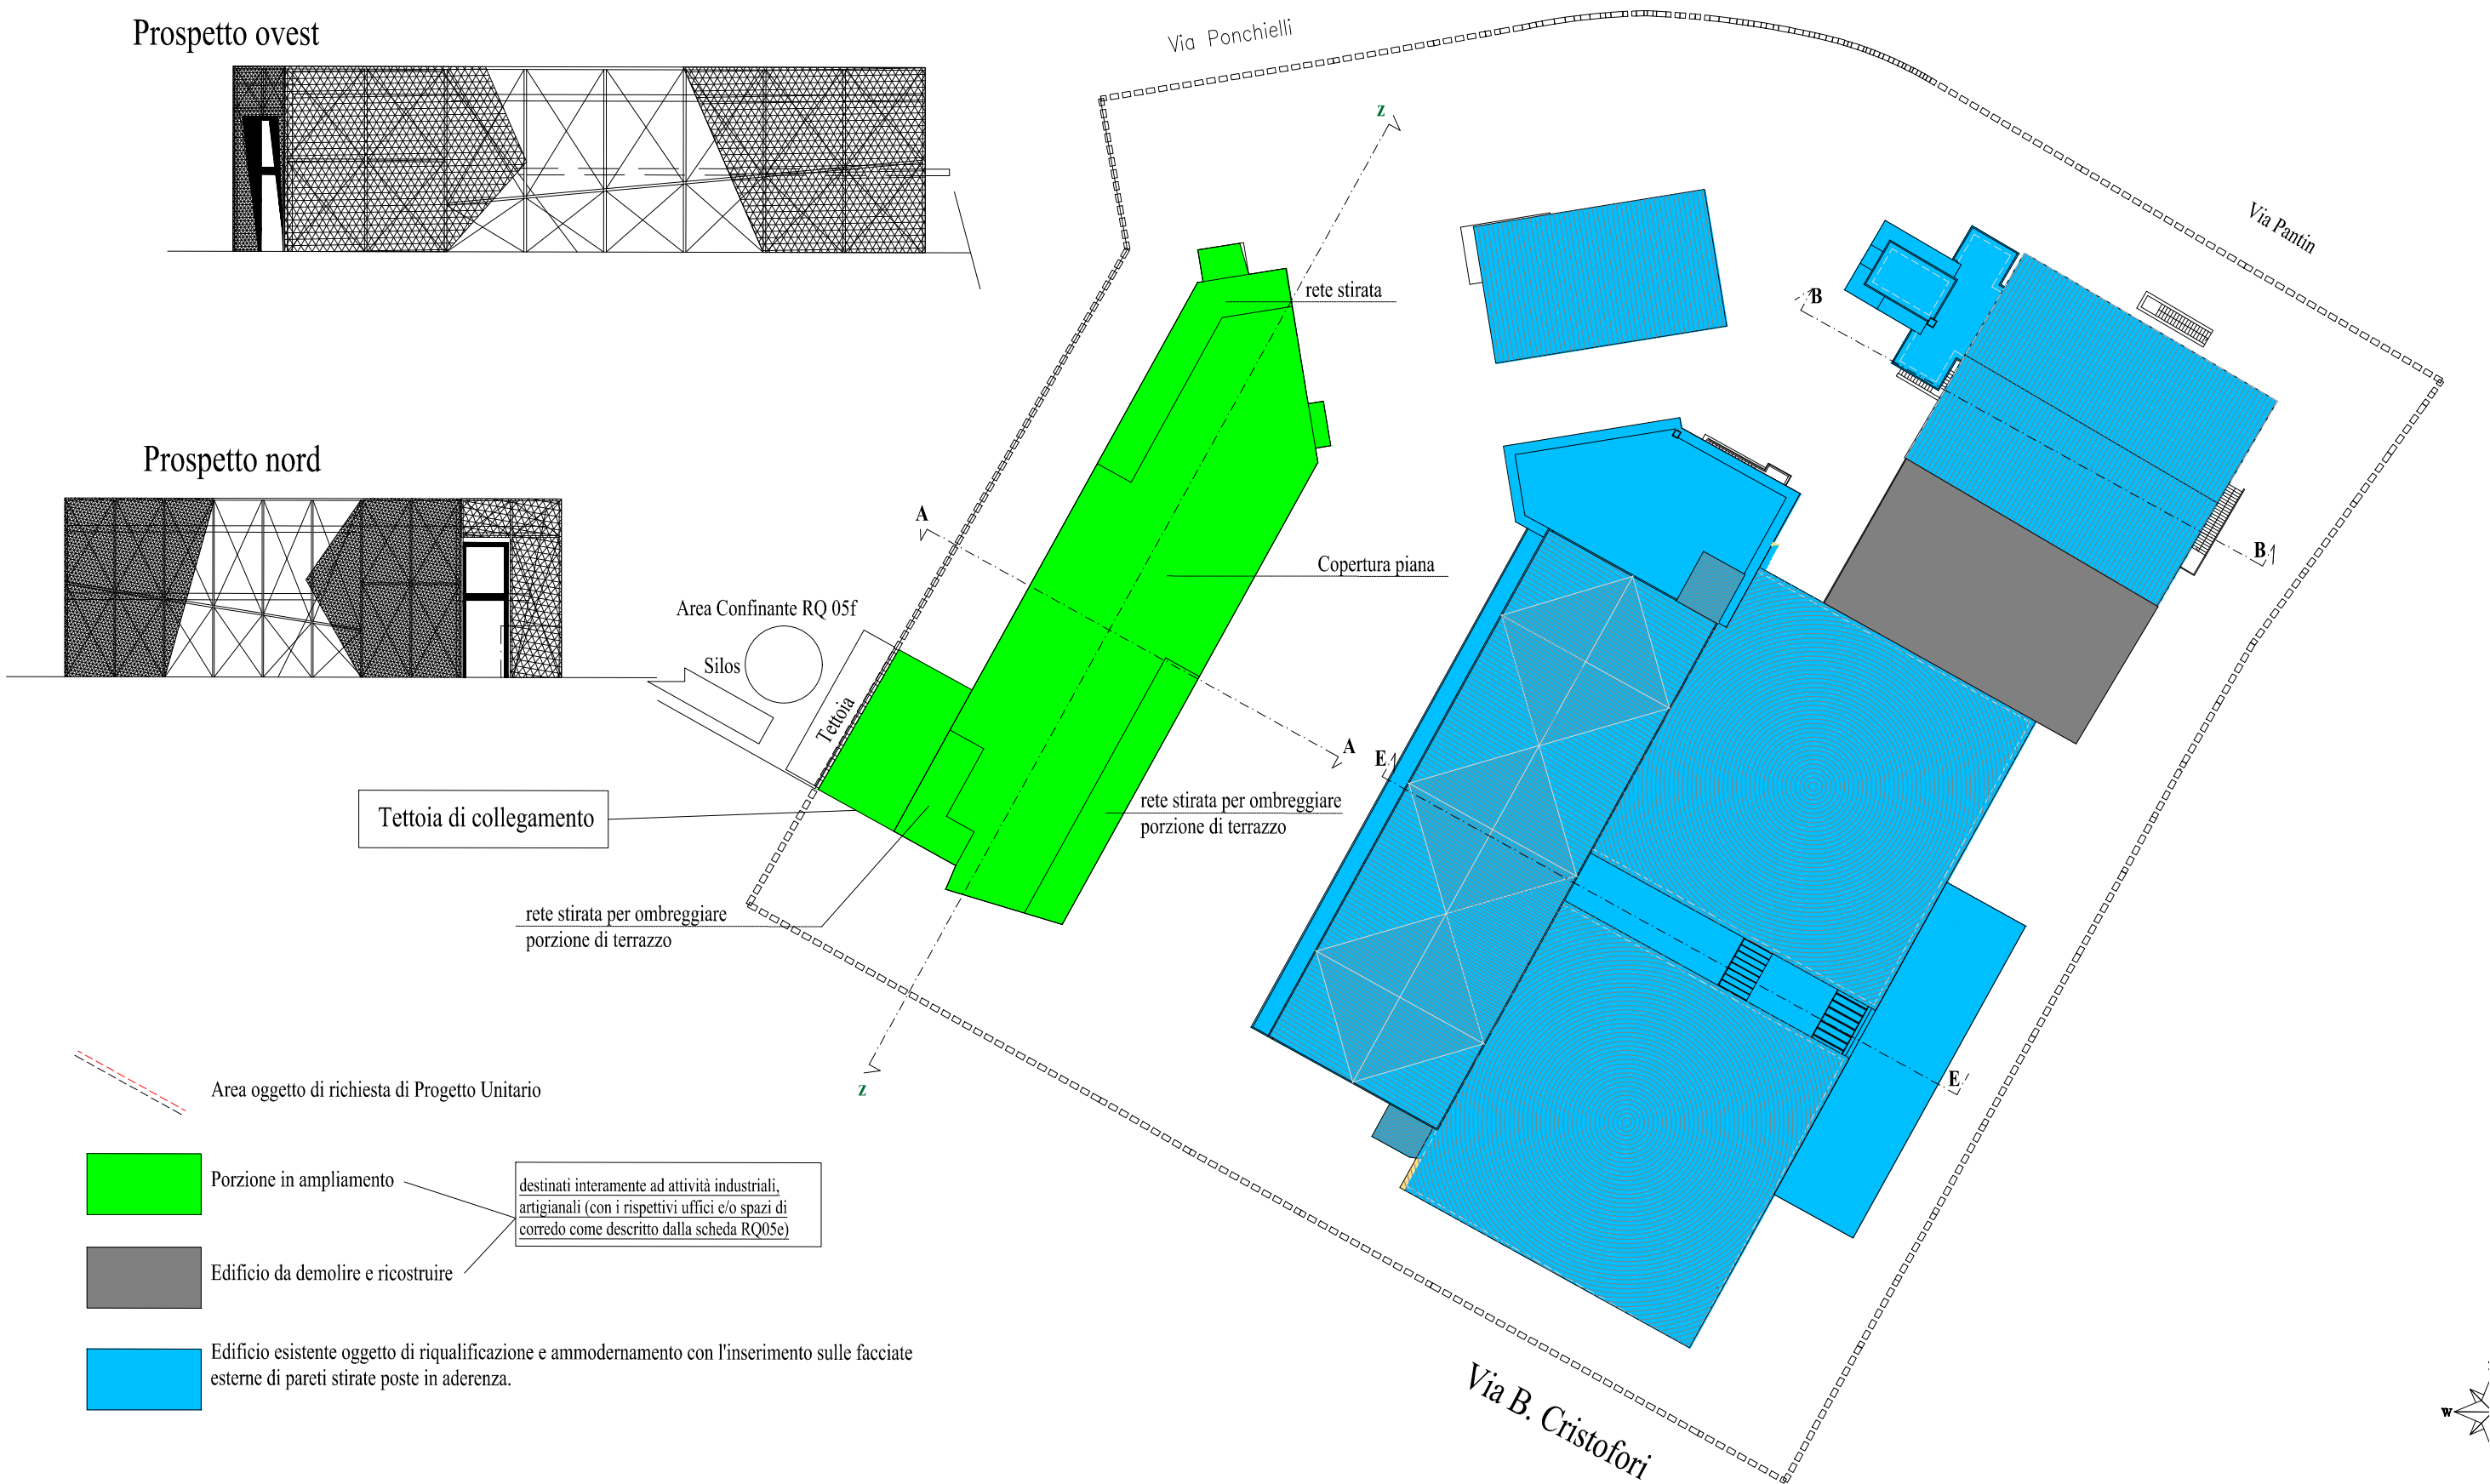 Prospetto ovest
Via Ponchielli
z
Via Pantin
rete stirata
B
Prospetto nord
A
B
Copertura piana
Area Confinante RQ 05f
Silos
Tettoia
A
E
Tettoia di collegamento
rete stirata per ombreggiare
porzione di terrazzo
rete stirata per ombreggiare
porzione di terrazzo
E
z
Area oggetto di richiesta di Progetto Unitario
Porzione in ampliamento
destinati interamente ad attività industriali,
artigianali (con i rispettivi uffici e/o spazi di
corredo come descritto dalla scheda RQ05e)
Edificio da demolire e ricostruire
Edificio esistente oggetto di riqualificazione e ammodernamento con l'inserimento sulle facciate
esterne di pareti stirate poste in aderenza.
Via B. Cristofori
W